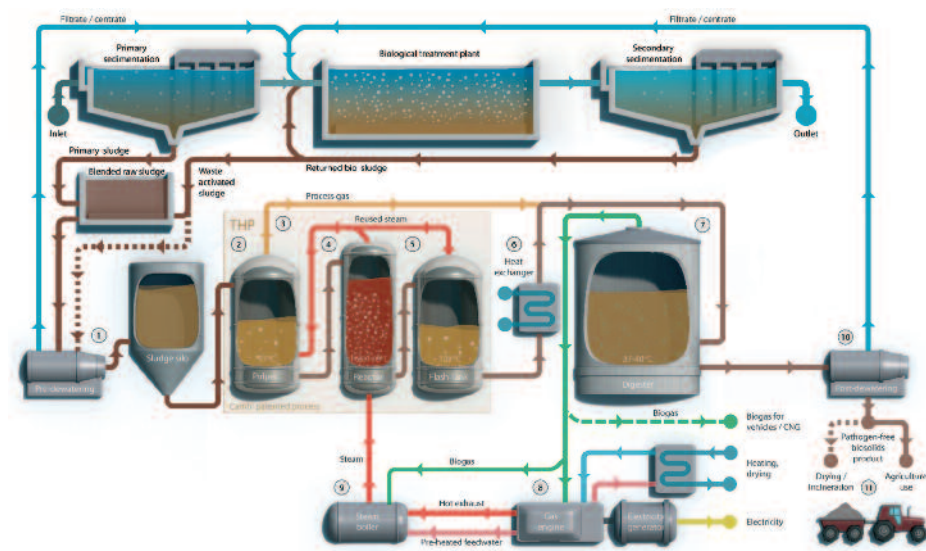 Filtrate / centrate
Filtrate / centrate
Primary
sedimentation
Biological treatment plant
Secondary
sedimentation
Inlet
Outlet
Primary sludge
Blended raw sludge
Waste
activated
sludge
Returned bio sludge
Process gas
THP
Reused steam
1
2
3
4
5
6
Heat
exchanger
7
10
Sludge silo
Pulper
Reactor
Flash tank
Digester
Pre-dewatering
Post-dewatering
Biogas
Biogas for
vehicles / CNG
Pathogen-free
biosolids
product
Steam
Biogas
Heating,
drying
Drying /
Incineration
11
Agriculture
use
9
8
Hot exhaust
Steam
boiler
Gas
engine
Electricity
generator
Electricity
Pre-heated feedwater